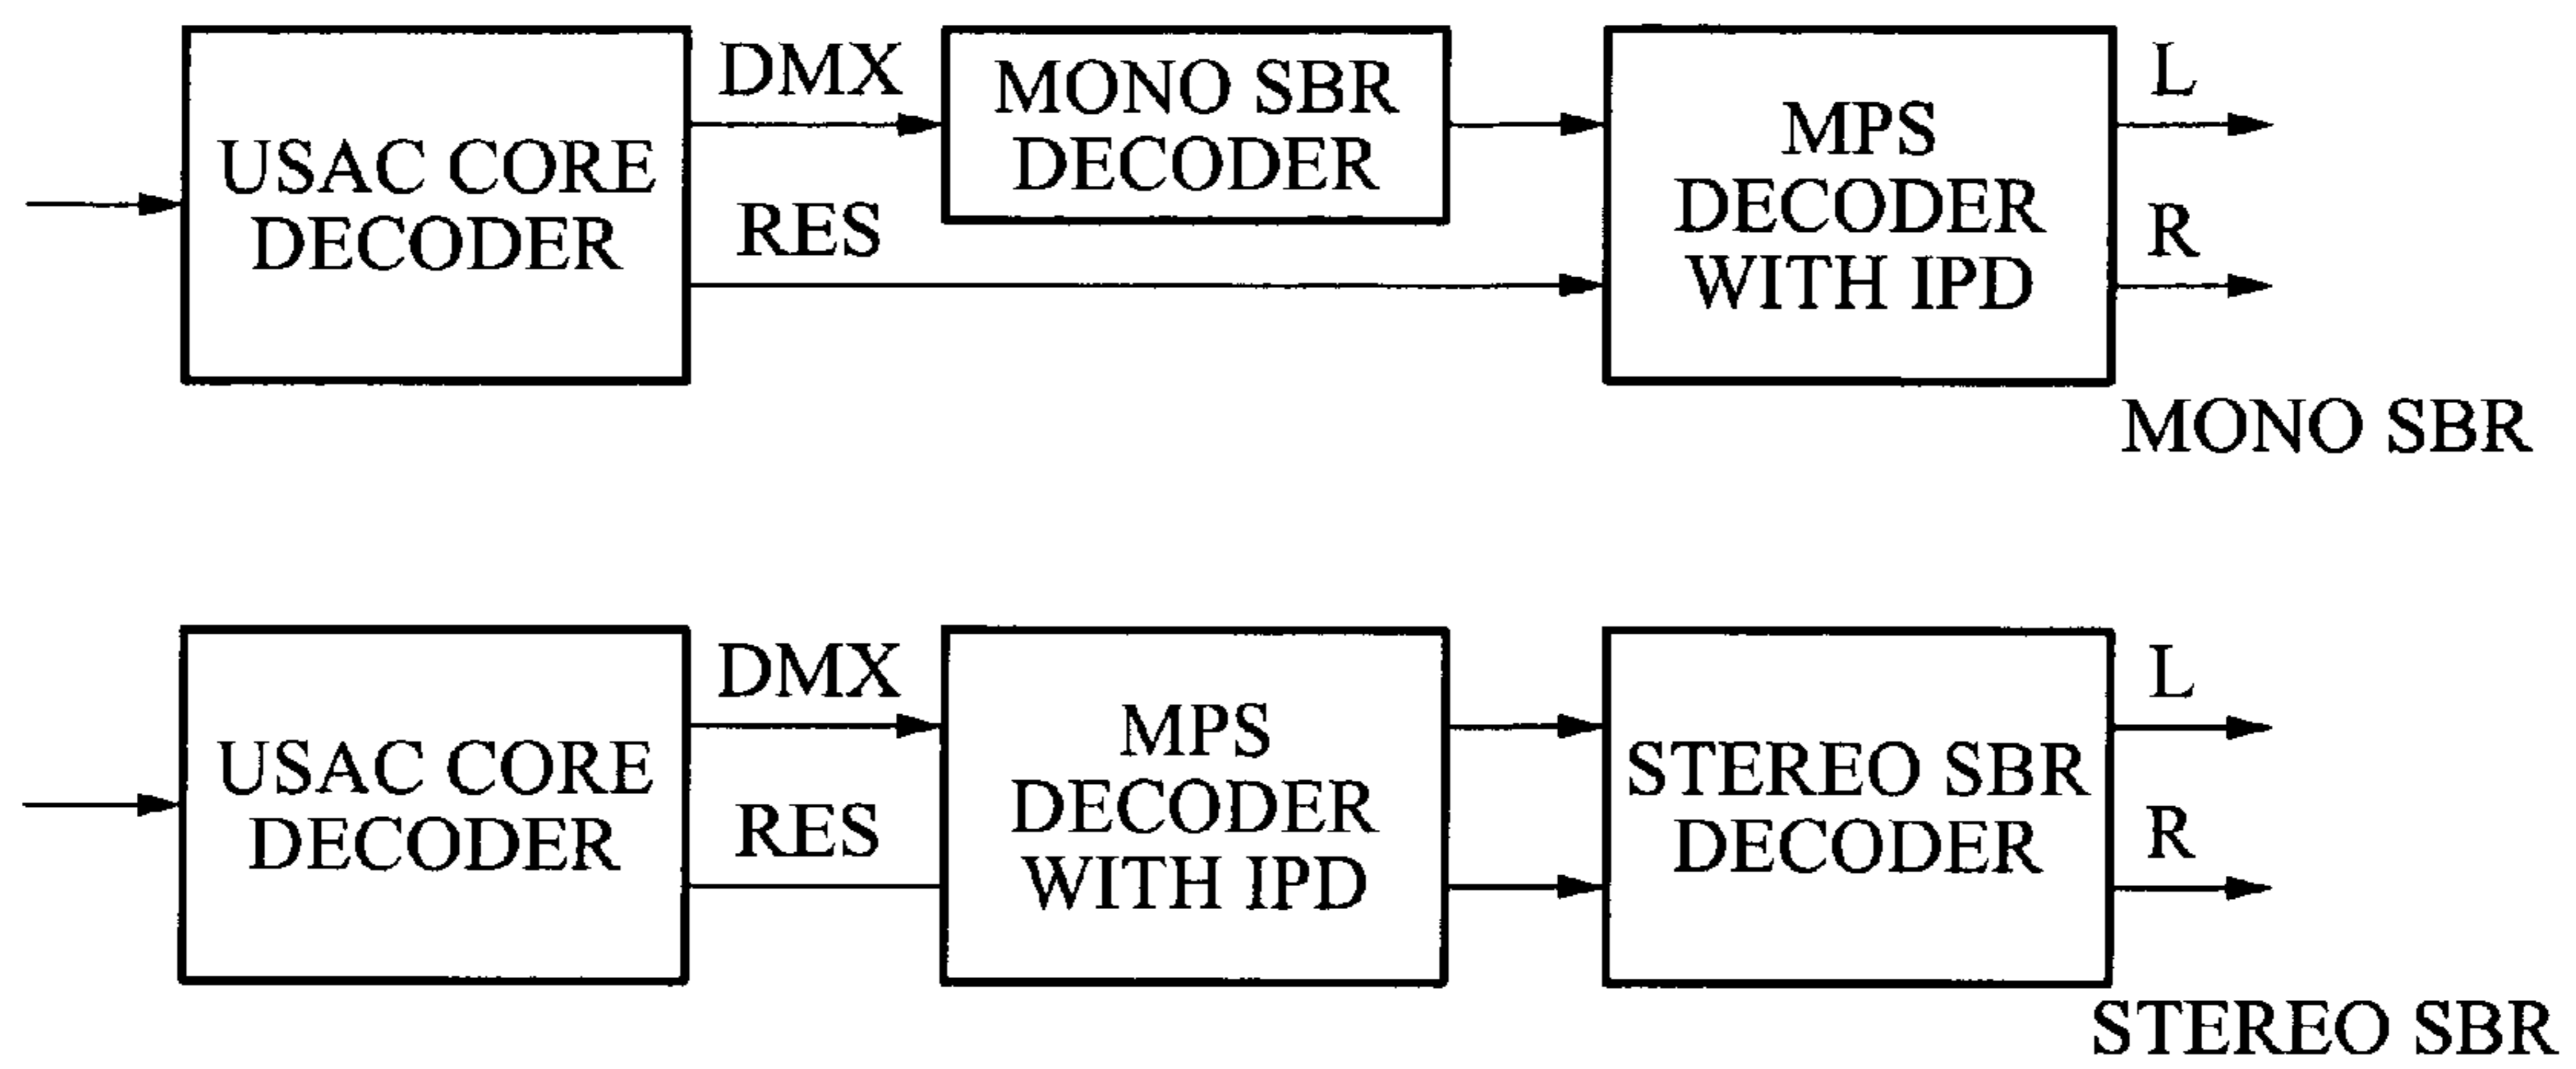 USAC CORE
DECODER
DMX
RES
MONO SBR
DECODER
MPS
DECODER
WITH IPD
L
R
MONO SBR
USAC CORE
DECODER
DMX
RES
MPS
DECODER
WITH IPD
STEREO SBR
DECODER
L
R
STEREO SBR